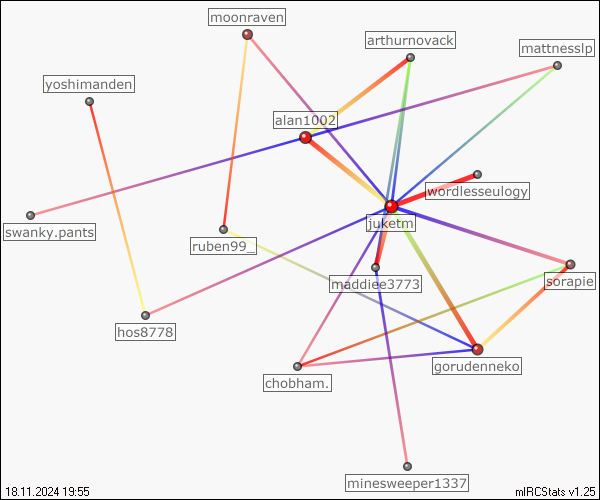 moonraven
arthurnovack
mattnesslp
yoshimanden
alan1002
wordlesseulogy
juketm
swanky.pants
ruben99_
maddiee3773
sorapie
hos8778
gorudenneko
chobham.
minesweeper1337
18.11.2024 19:55
mIRCStats v1.25